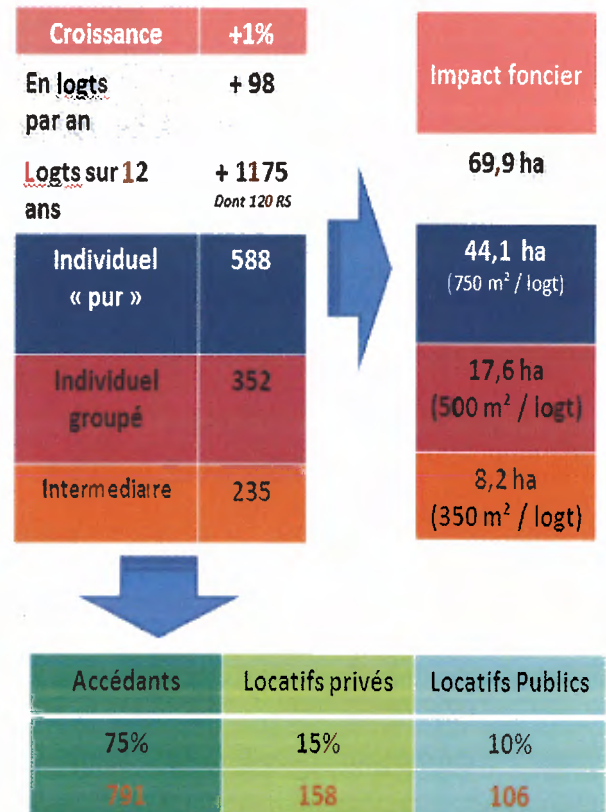 Croissance +1%
En logts + 98
par an
Logts sur 12 + 1175
ans Dont 120 RS
Individuel 588
« pur »
Individuel 352
groupé
Intermediaire 235
Impact foncier
69,9 ha
44,1 ha
(750 m² / logt)
17,6 ha
(500 m² / logt)
8,2 ha
(350 m² / logt)
Accédants Locatifs privés Locatifs Publics
75% 15% 10%
791 158 106